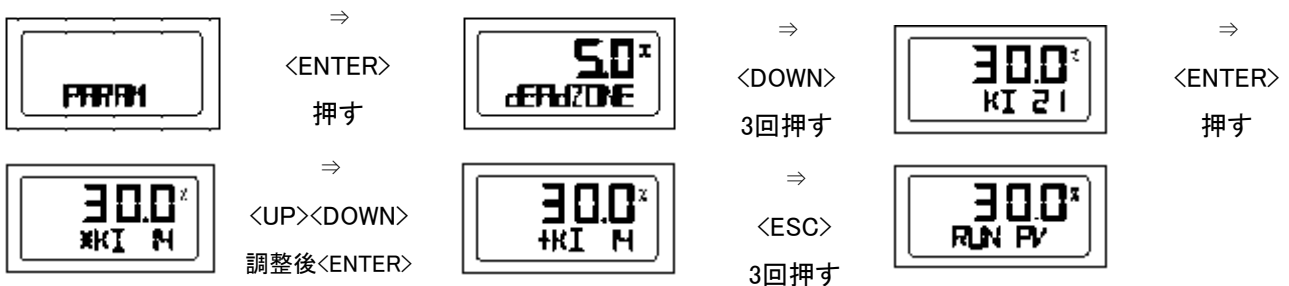 PARAM
⇒
<ENTER>
押す
5.0%
dEAdZONE
⇒
<DOWN>
3回押す
30.0%
KI 21
⇒
<ENTER>
押す
30.0%
*KI M
⇒
<UP><DOWN>
調整後<ENTER>
30.0%
+KI M
⇒
<ESC>
3回押す
30.0%
RUN PV